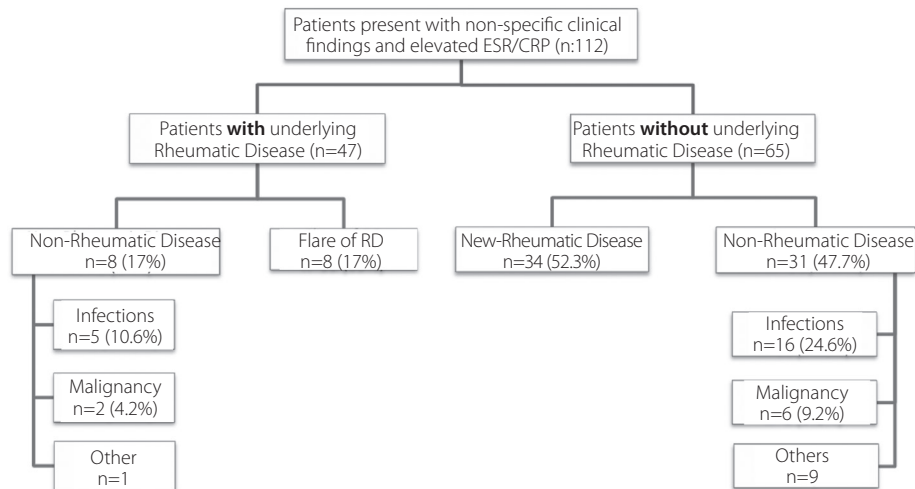 Patients present with non-specific clinical
findings and elevated ESR/CRP (n:112)
Patients with underlying
Rheumatic Disease (n=47)
Patients without underlying
Rheumatic Disease (n=65)
Non-Rheumatic Disease
n=8 (17%)
Flare of RD
n=8 (17%)
New-Rheumatic Disease
n=34 (52.3%)
Non-Rheumatic Disease
n=31 (47.7%)
Infections
n=5 (10.6%)
Malignancy
n=2 (4.2%)
Other
n=1
Infections
n=16 (24.6%)
Malignancy
n=6 (9.2%)
Others
n=9